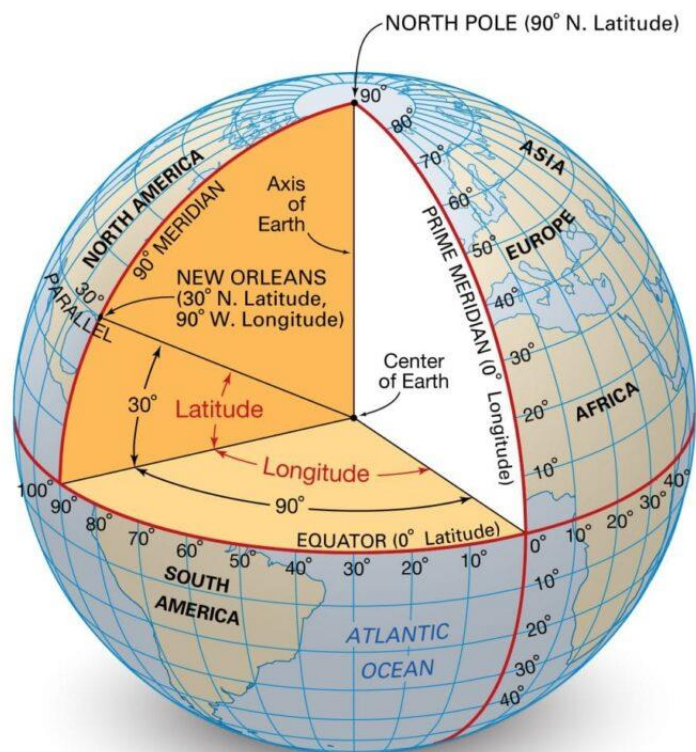 NORTH POLE (90° N. Latitude)
90°
80°
70°
60°
50°
40°
30°
20°
10°
ASIA
EUROPE
AFRICA
NORTH AMERICA
90° MERIDIAN
PRIME MERIDIAN (0° Longitude)
Axis
of
Earth
NEW ORLEANS
(30° N. Latitude,
90° W. Longitude)
30°
PARALLEL
Center
of Earth
30°
Latitude
Longitude
90°
EQUATOR (0° Latitude)
100°
90°
80°
70°
60°
50°
40°
30°
20°
10°
0°
10°
20°
30°
40°
10°
20°
30°
40°
SOUTH
AMERICA
ATLANTIC
OCEAN